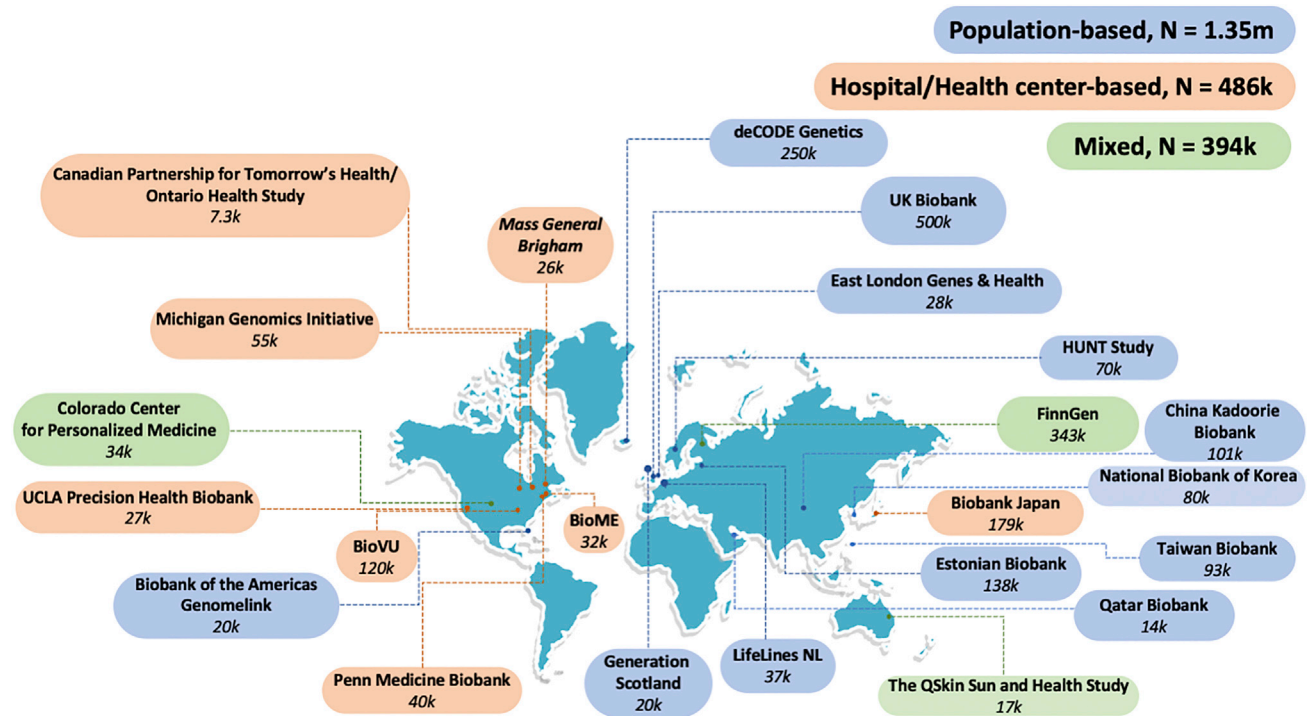 Population-based, N = 1.35m
Hospital/Health center-based, N = 486k
Mixed, N = 394k
deCODE Genetics
250k
Canadian Partnership for Tomorrow's Health/
Ontario Health Study
7.3k
UK Biobank
500k
Mass General
Brigham
26k
East London Genes & Health
28k
Michigan Genomics Initiative
55k
HUNT Study
70k
Colorado Center
for Personalized Medicine
34k
FinnGen
343k
China Kadoorie
Biobank
101k
National Biobank of Korea
80k
UCLA Precision Health Biobank
27k
BioVU
120k
BioME
32k
Biobank Japan
179k
Taiwan Biobank
93k
Estonian Biobank
138k
Biobank of the Americas
Genomelink
20k
Qatar Biobank
14k
Penn Medicine Biobank
40k
Generation
Scotland
20k
LifeLines NL
37k
The QSkin Sun and Health Study
17k